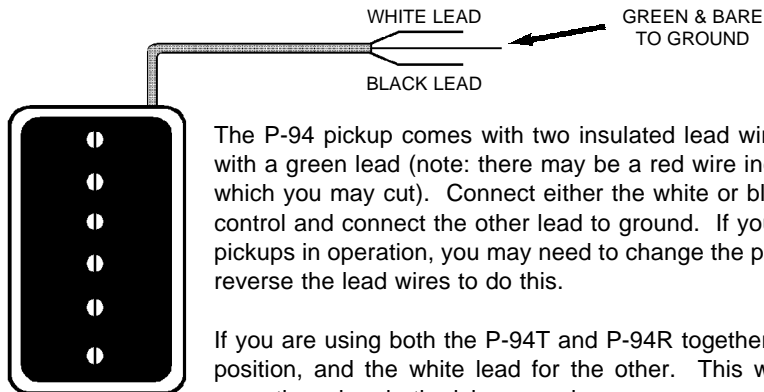 WHITE LEAD
GREEN & BARE
TO GROUND
BLACK LEAD
The P-94 pickup comes with two insulated lead
with a green lead (note: there may be a red wire
which you may cut). Connect either the white or
control and connect the other lead to ground. If you
pickups in operation, you may need to change the
reverse the lead wires to do this.
If you are using both the P-94T and P-94R together
position, and the white lead for the other. This